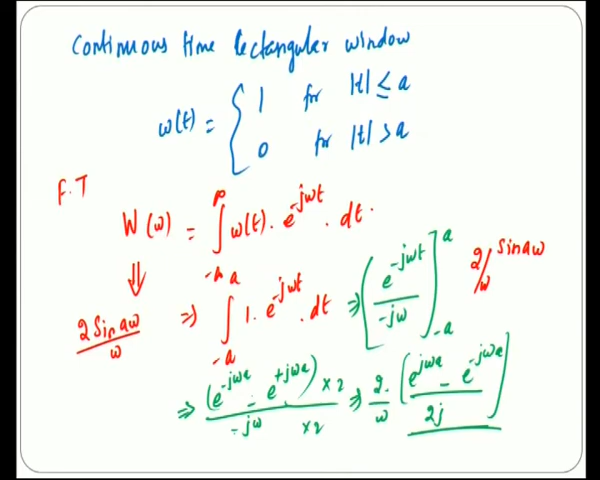 Continuous time Rectangular window
w(t) = { 1 for |t| ≤ a
0 for |t| > a
F.T
W(ω) = ∫_{-∞}^{∞} w(t) · e^{-jωt} · dt ·
⇓
2 Sin aω / ω
⇒ ∫_{-a}^{a} 1 · e^{-jωt} · dt ⇒ [ e^{-jωt} / -jω ]_{-a}^{a}
2/ω sin aω
⇒ (e^{-jωa} - e^{+jωa}) × 2 / -jω × 2 ⇒ 2/ω · [ e^{jωa} - e^{-jωa} / 2j ]